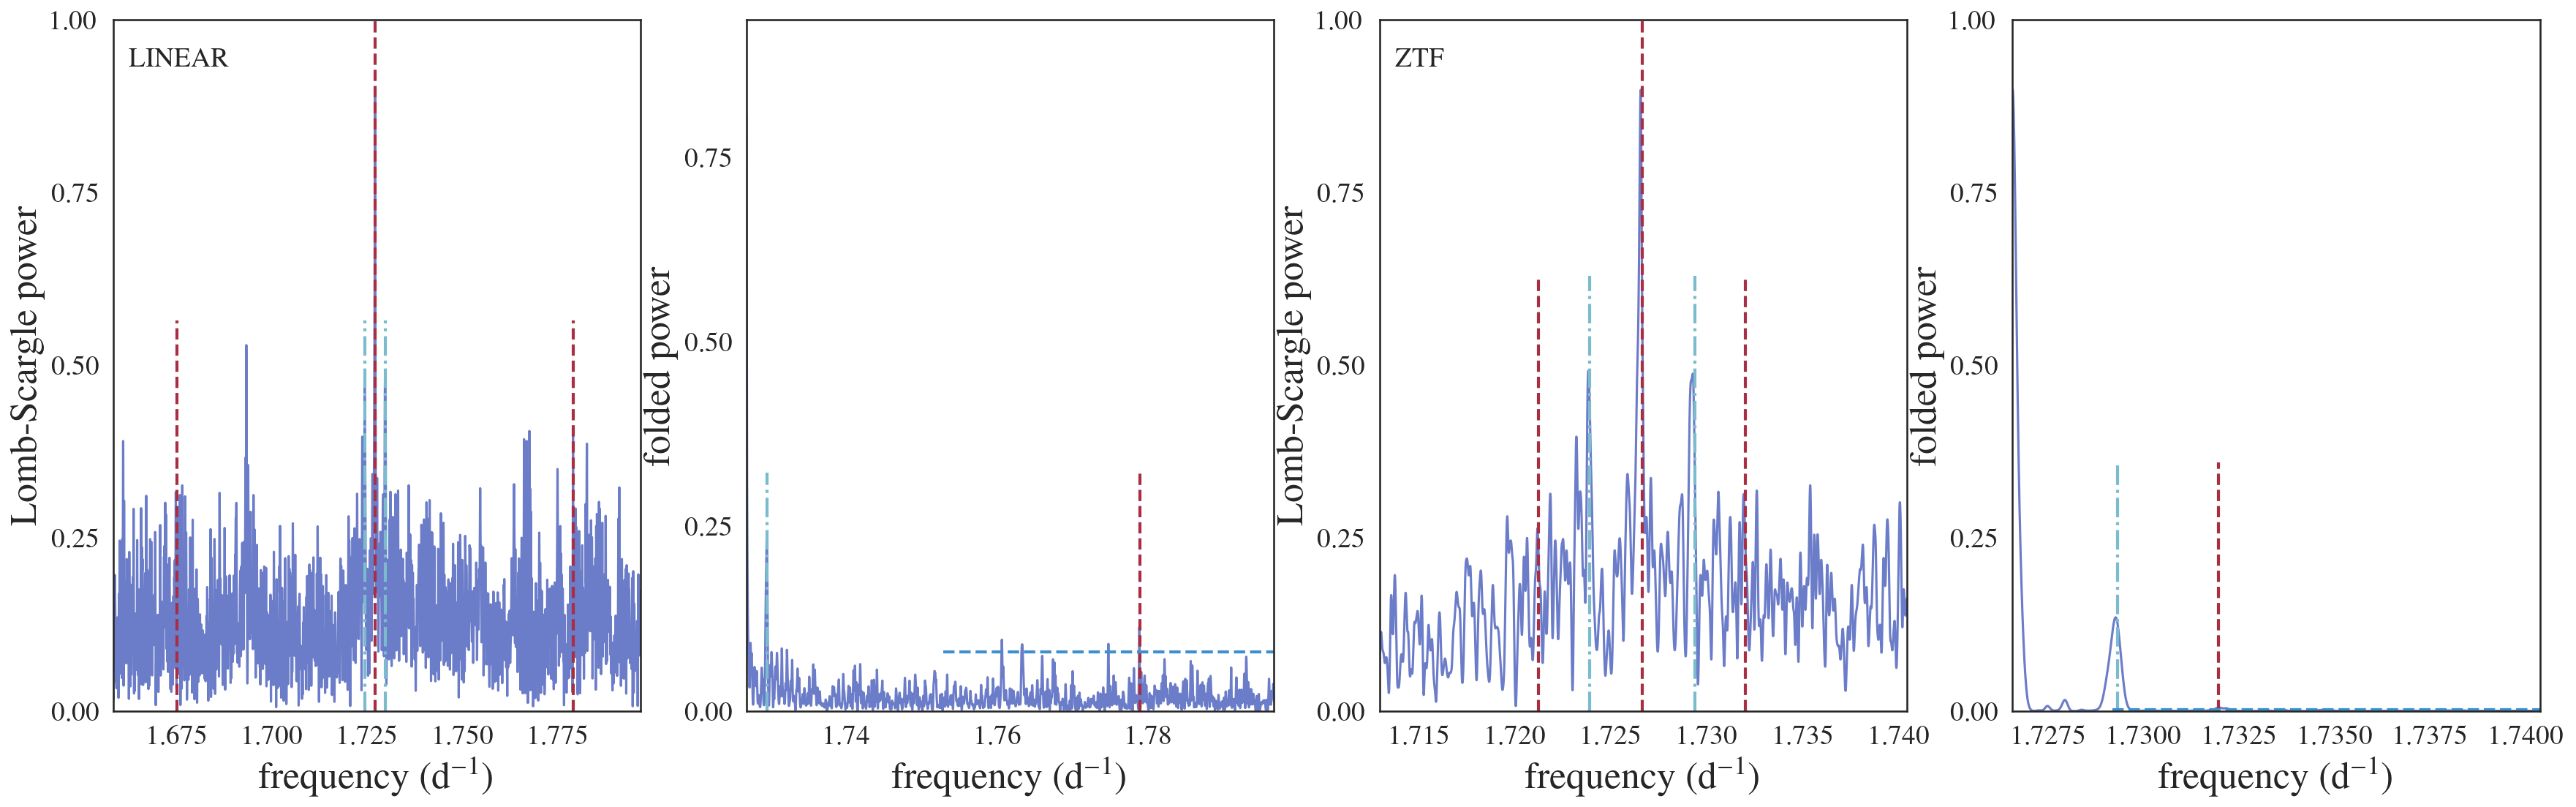 LINEAR
Lomb-Scargle power
1.00
0.75
0.50
0.25
0.00
1.675 1.700 1.725 1.750 1.775
frequency (d⁻¹)
folded power
0.75
0.50
0.25
0.00
1.74 1.76 1.78
frequency (d⁻¹)
ZTF
Lomb-Scargle power
1.00
0.75
0.50
0.25
0.00
1.715 1.720 1.725 1.730 1.735 1.740
frequency (d⁻¹)
folded power
1.00
0.75
0.50
0.25
0.00
1.7275 1.7300 1.7325 1.7350 1.7375 1.7400
frequency (d⁻¹)